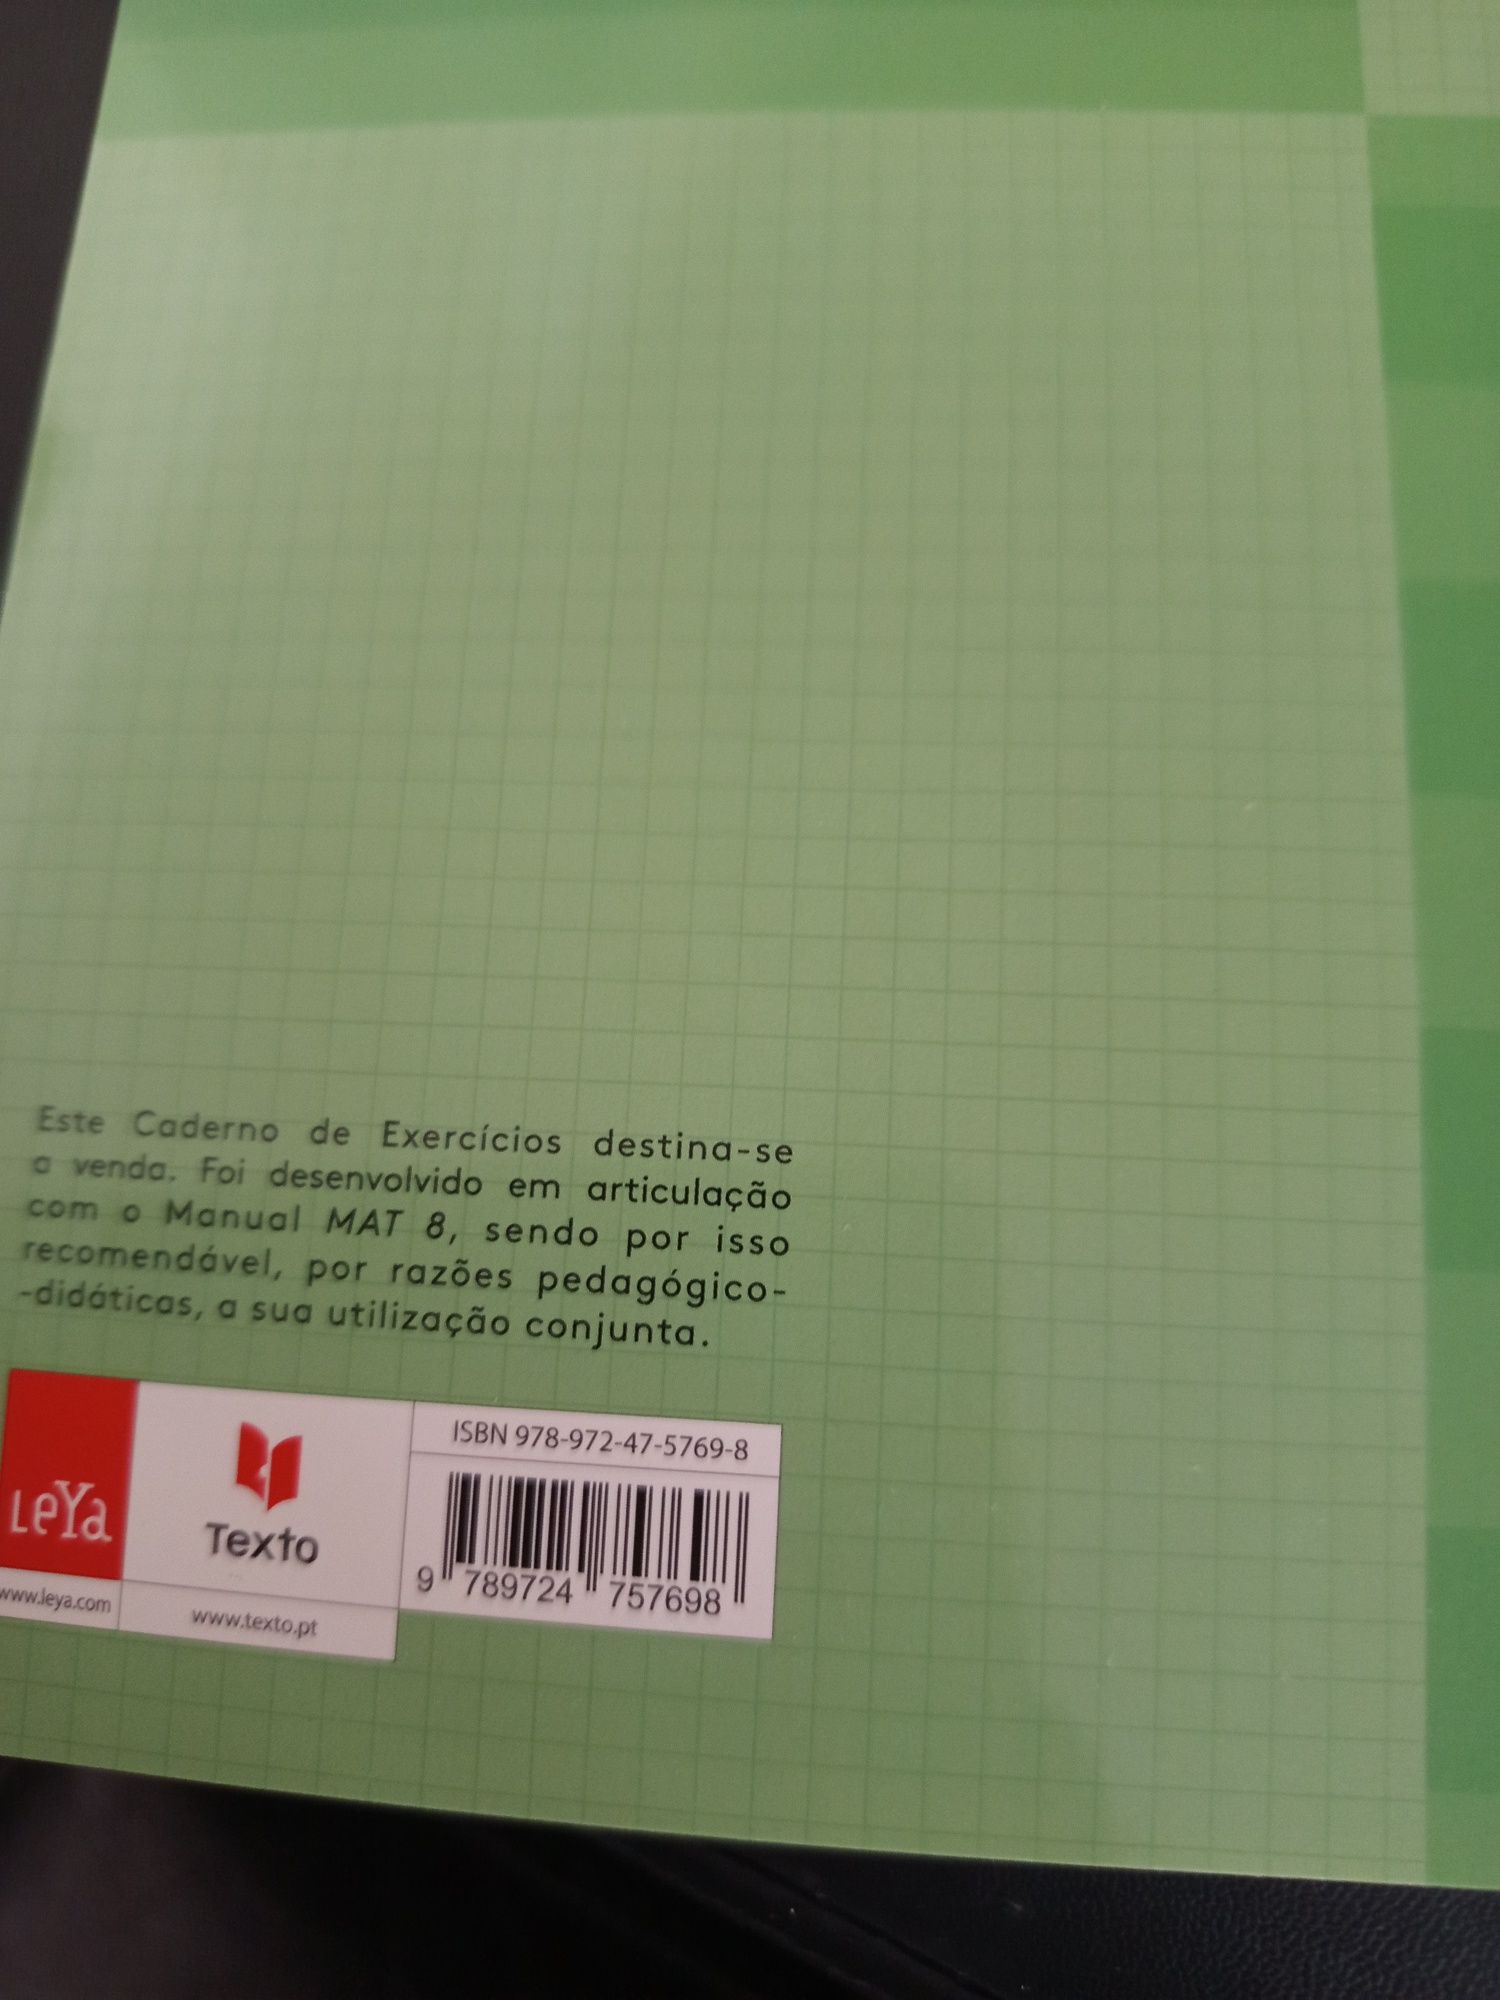 Este Caderno de Exercícios destina-se
a venda. Foi desenvolvido em articulação
com o Manual MAT 8, sendo por isso
recomendável, por razões pedagógico-
-didáticas, a sua utilização conjunta.
LeYa
www.leya.com
Texto
www.texto.pt
ISBN 978-972-47-5769-8
9 789724 757698